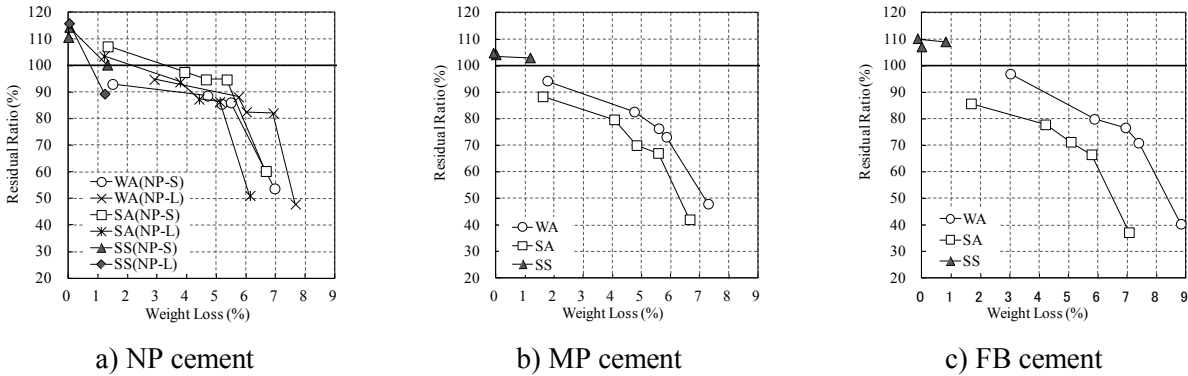 120
110
100
90
80
70
60
50
40
30
20
Residual Ratio (%)
WA(NP-S)
WA(NP-L)
SA(NP-S)
SA(NP-L)
SS(NP-S)
SS(NP-L)
0 1 2 3 4 5 6 7 8 9
Weight Loss (%)
a) NP cement
120
110
100
90
80
70
60
50
40
30
20
Residual Ratio (%)
WA
SA
SS
0 1 2 3 4 5 6 7 8 9
Weight Loss (%)
b) MP cement
120
110
100
90
80
70
60
50
40
30
20
Residual Ratio (%)
WA
SA
SS
0 1 2 3 4 5 6 7 8 9
Weight Loss (%)
c) FB cement